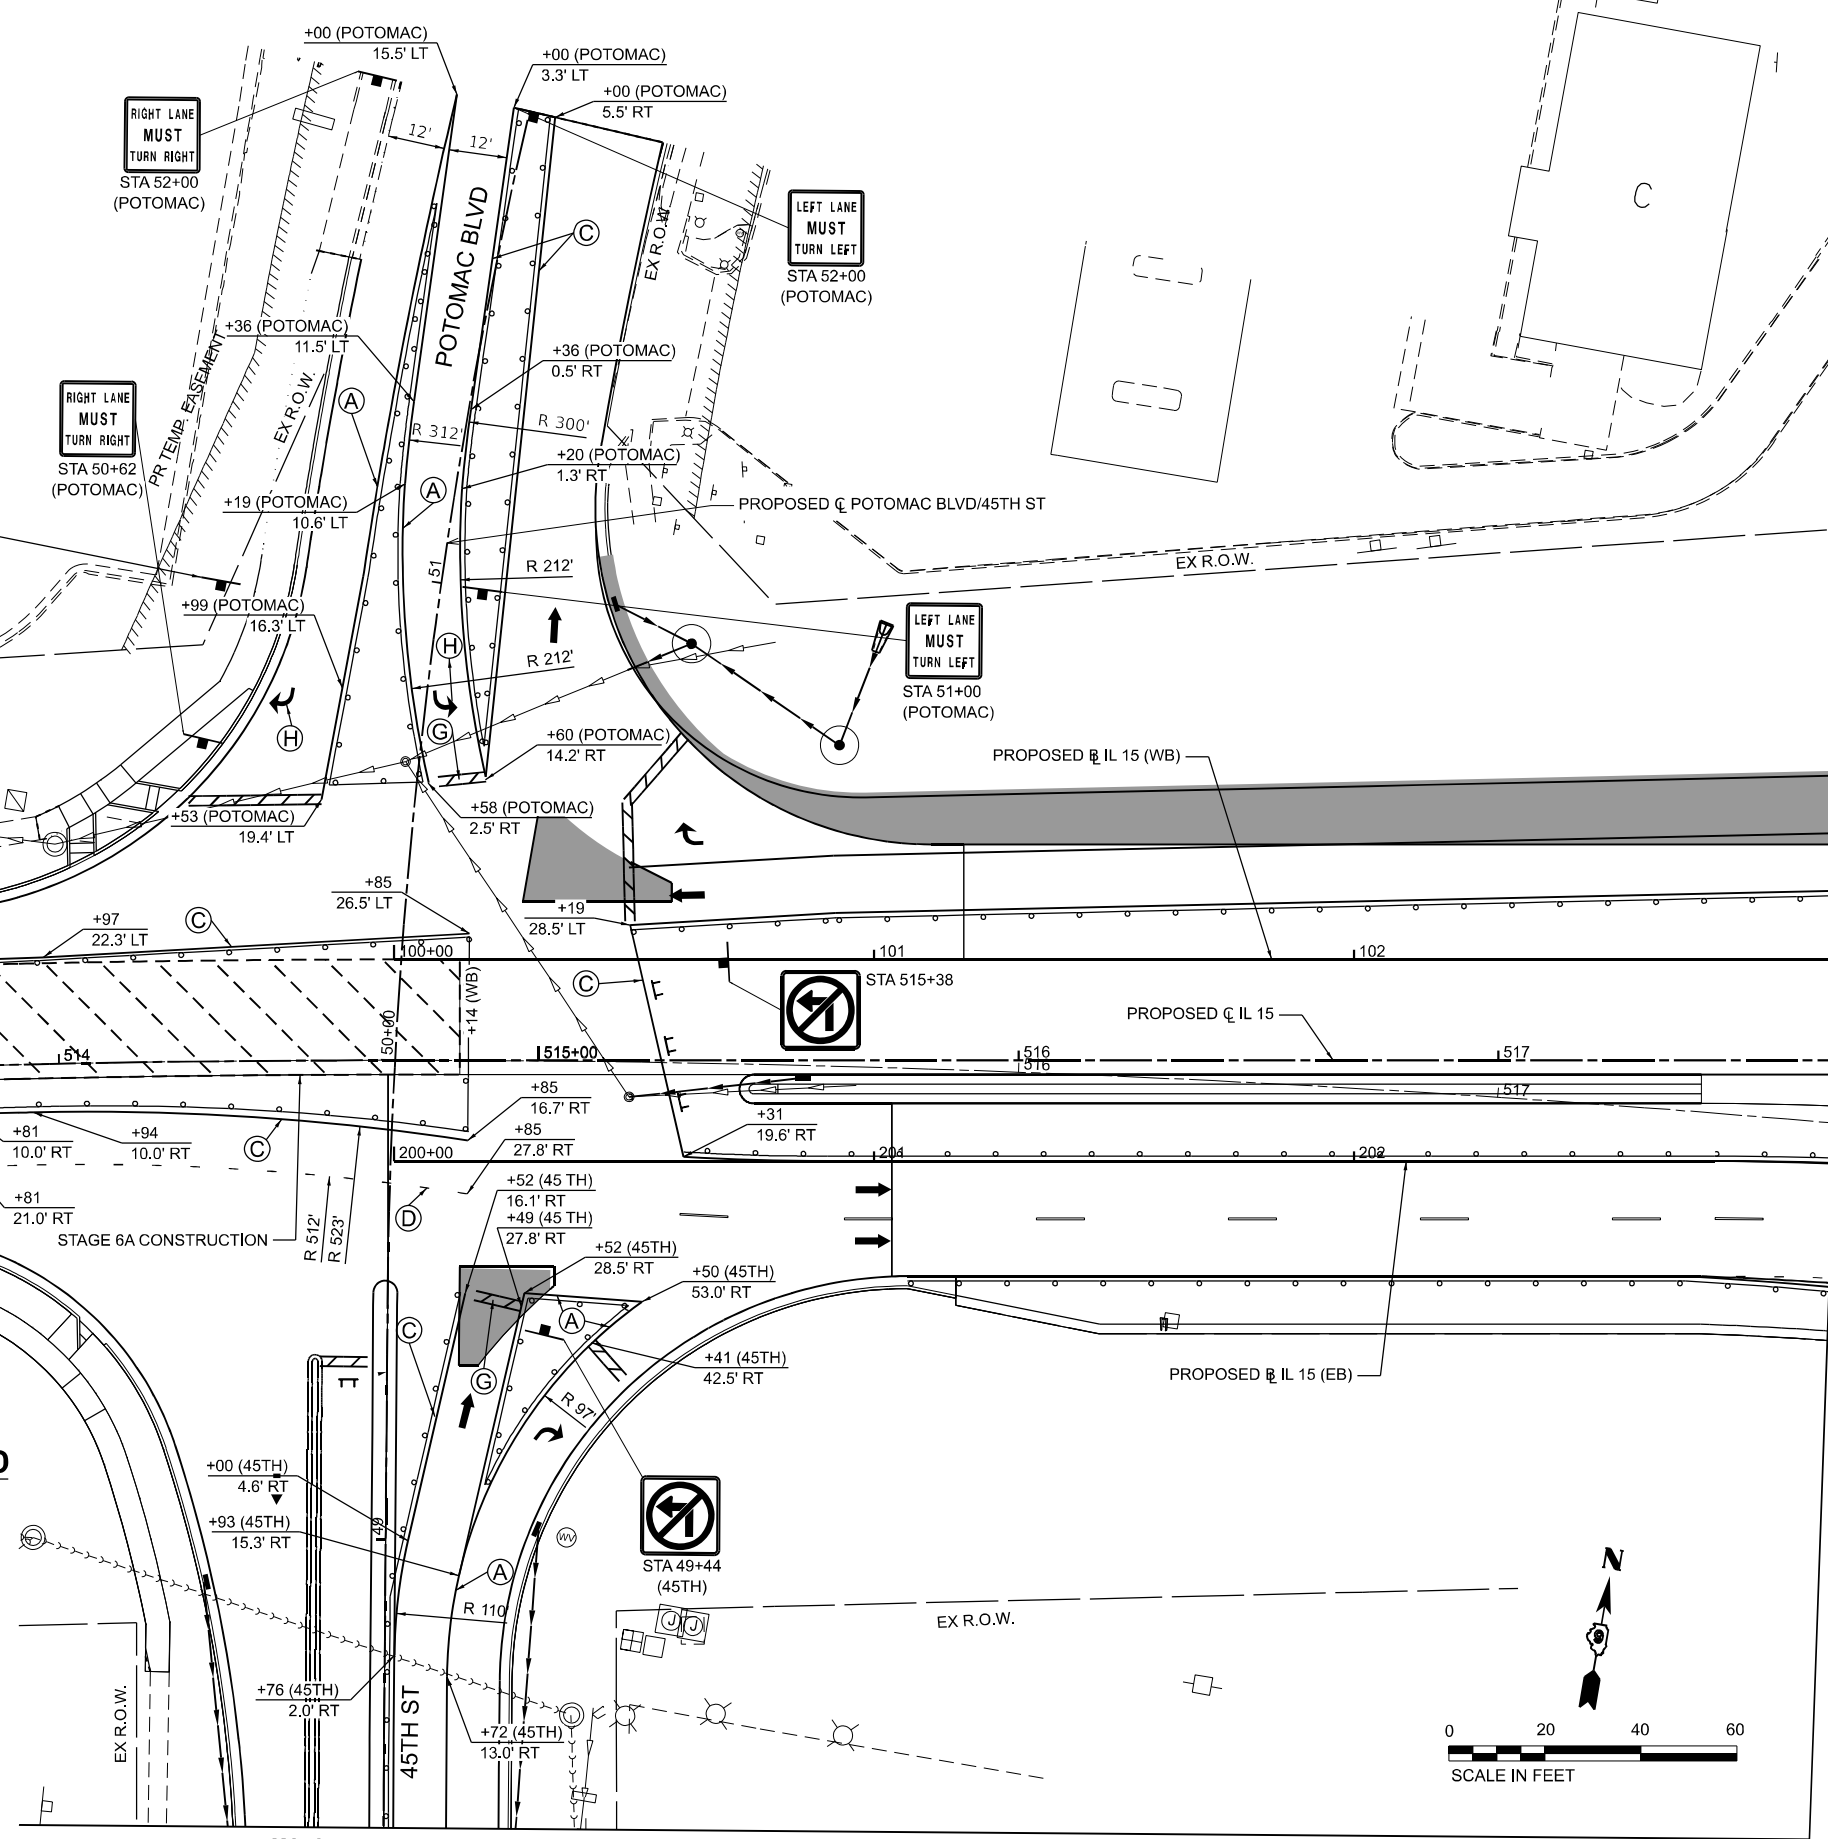 +00 (POTOMAC)
15.5' LT
+00 (POTOMAC)
3.3' LT
+00 (POTOMAC)
5.5' RT
RIGHT LANE
MUST
TURN RIGHT
STA 52+00
(POTOMAC)
12'
12'
POTOMAC BLVD
C
EX R.O.W.
LEFT LANE
MUST
TURN LEFT
STA 52+00
(POTOMAC)
C
+36 (POTOMAC)
11.5' LT
+36 (POTOMAC)
0.5' RT
PR TEMP. EASEMENT
EX R.O.W.
RIGHT LANE
MUST
TURN RIGHT
STA 50+62
(POTOMAC)
A
R 312'
R 300'
+20 (POTOMAC)
1.3' RT
+19 (POTOMAC)
10.6' LT
A
PROPOSED ℄ POTOMAC BLVD/45TH ST
EX R.O.W.
51
R 212'
+99 (POTOMAC)
16.3' LT
H
R 212'
LEFT LANE
MUST
TURN LEFT
STA 51+00
(POTOMAC)
H
G
+60 (POTOMAC)
14.2' RT
PROPOSED BL IL 15 (WB)
+53 (POTOMAC)
19.4' LT
+58 (POTOMAC)
2.5' RT
+85
26.5' LT
+97
22.3' LT
C
+19
28.5' LT
100+00
101
102
50+00
+14 (WB)
C
STA 515+38
PROPOSED ℄ IL 15
514
515+00
516
516
517
517
+85
16.7' RT
+31
19.6' RT
+81
10.0' RT
+94
10.0' RT
C
+85
27.8' RT
200+00
201
202
+81
21.0' RT
R 512'
R 523'
D
+52 (45 TH)
16.1' RT
+49 (45 TH)
27.8' RT
STAGE 6A CONSTRUCTION
+52 (45TH)
28.5' RT
+50 (45TH)
53.0' RT
C
A
G
+41 (45TH)
42.5' RT
PROPOSED BL IL 15 (EB)
R 97'
+00 (45TH)
4.6' RT
+93 (45TH)
15.3' RT
49
WV
STA 49+44
(45TH)
A
R 110'
J
J
EX R.O.W.
N
EX R.O.W.
+76 (45TH)
2.0' RT
45TH ST
+72 (45TH)
13.0' RT
0 20 40 60
SCALE IN FEET